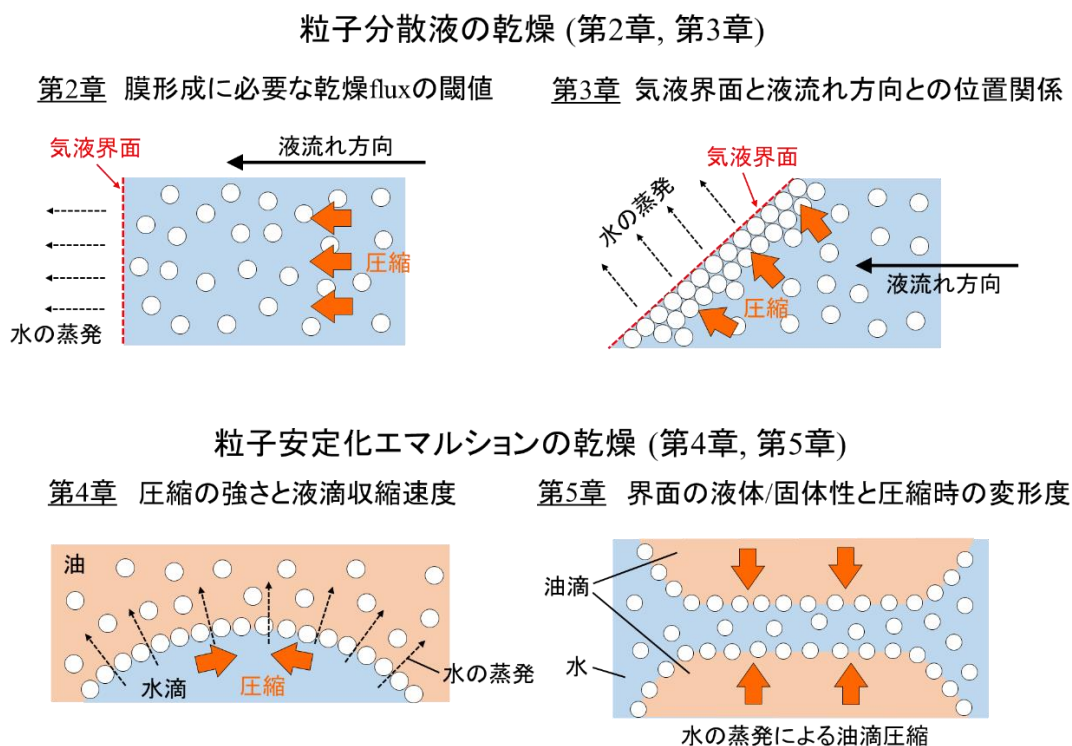 粒子分散液の乾燥 (第2章, 第3章)
第2章 膜形成に必要な乾燥fluxの閾値
気液界面
液流れ方向
圧縮
水の蒸発
第3章 気液界面と液流れ方向との位置関係
気液界面
水の蒸発
液流れ方向
圧縮
粒子安定化エマルションの乾燥 (第4章, 第5章)
第4章 圧縮の強さと液滴収縮速度
油
水滴
圧縮
水の蒸発
第5章 界面の液体/固体性と圧縮時の変形度
油滴
水
水の蒸発による油滴圧縮